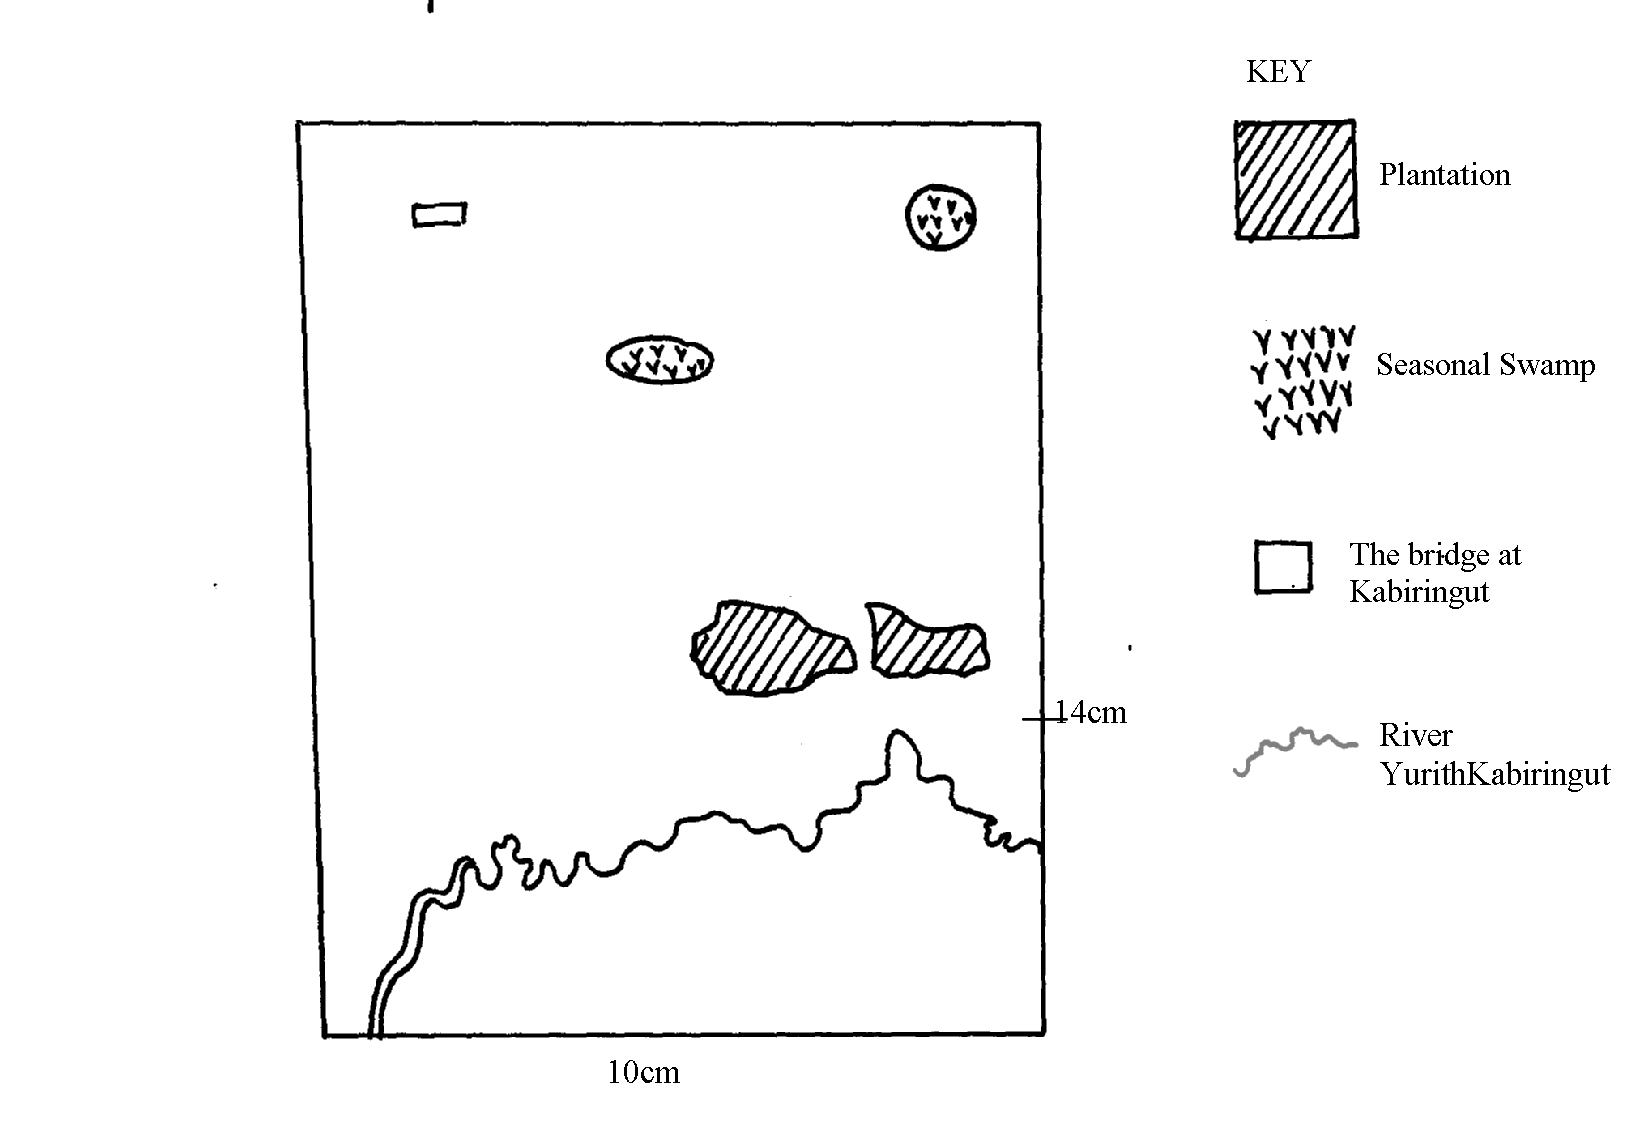 KEY
Plantation
Seasonal Swamp
The bridge at
Kabiringut
14cm
River
YurithKabiringut
10cm